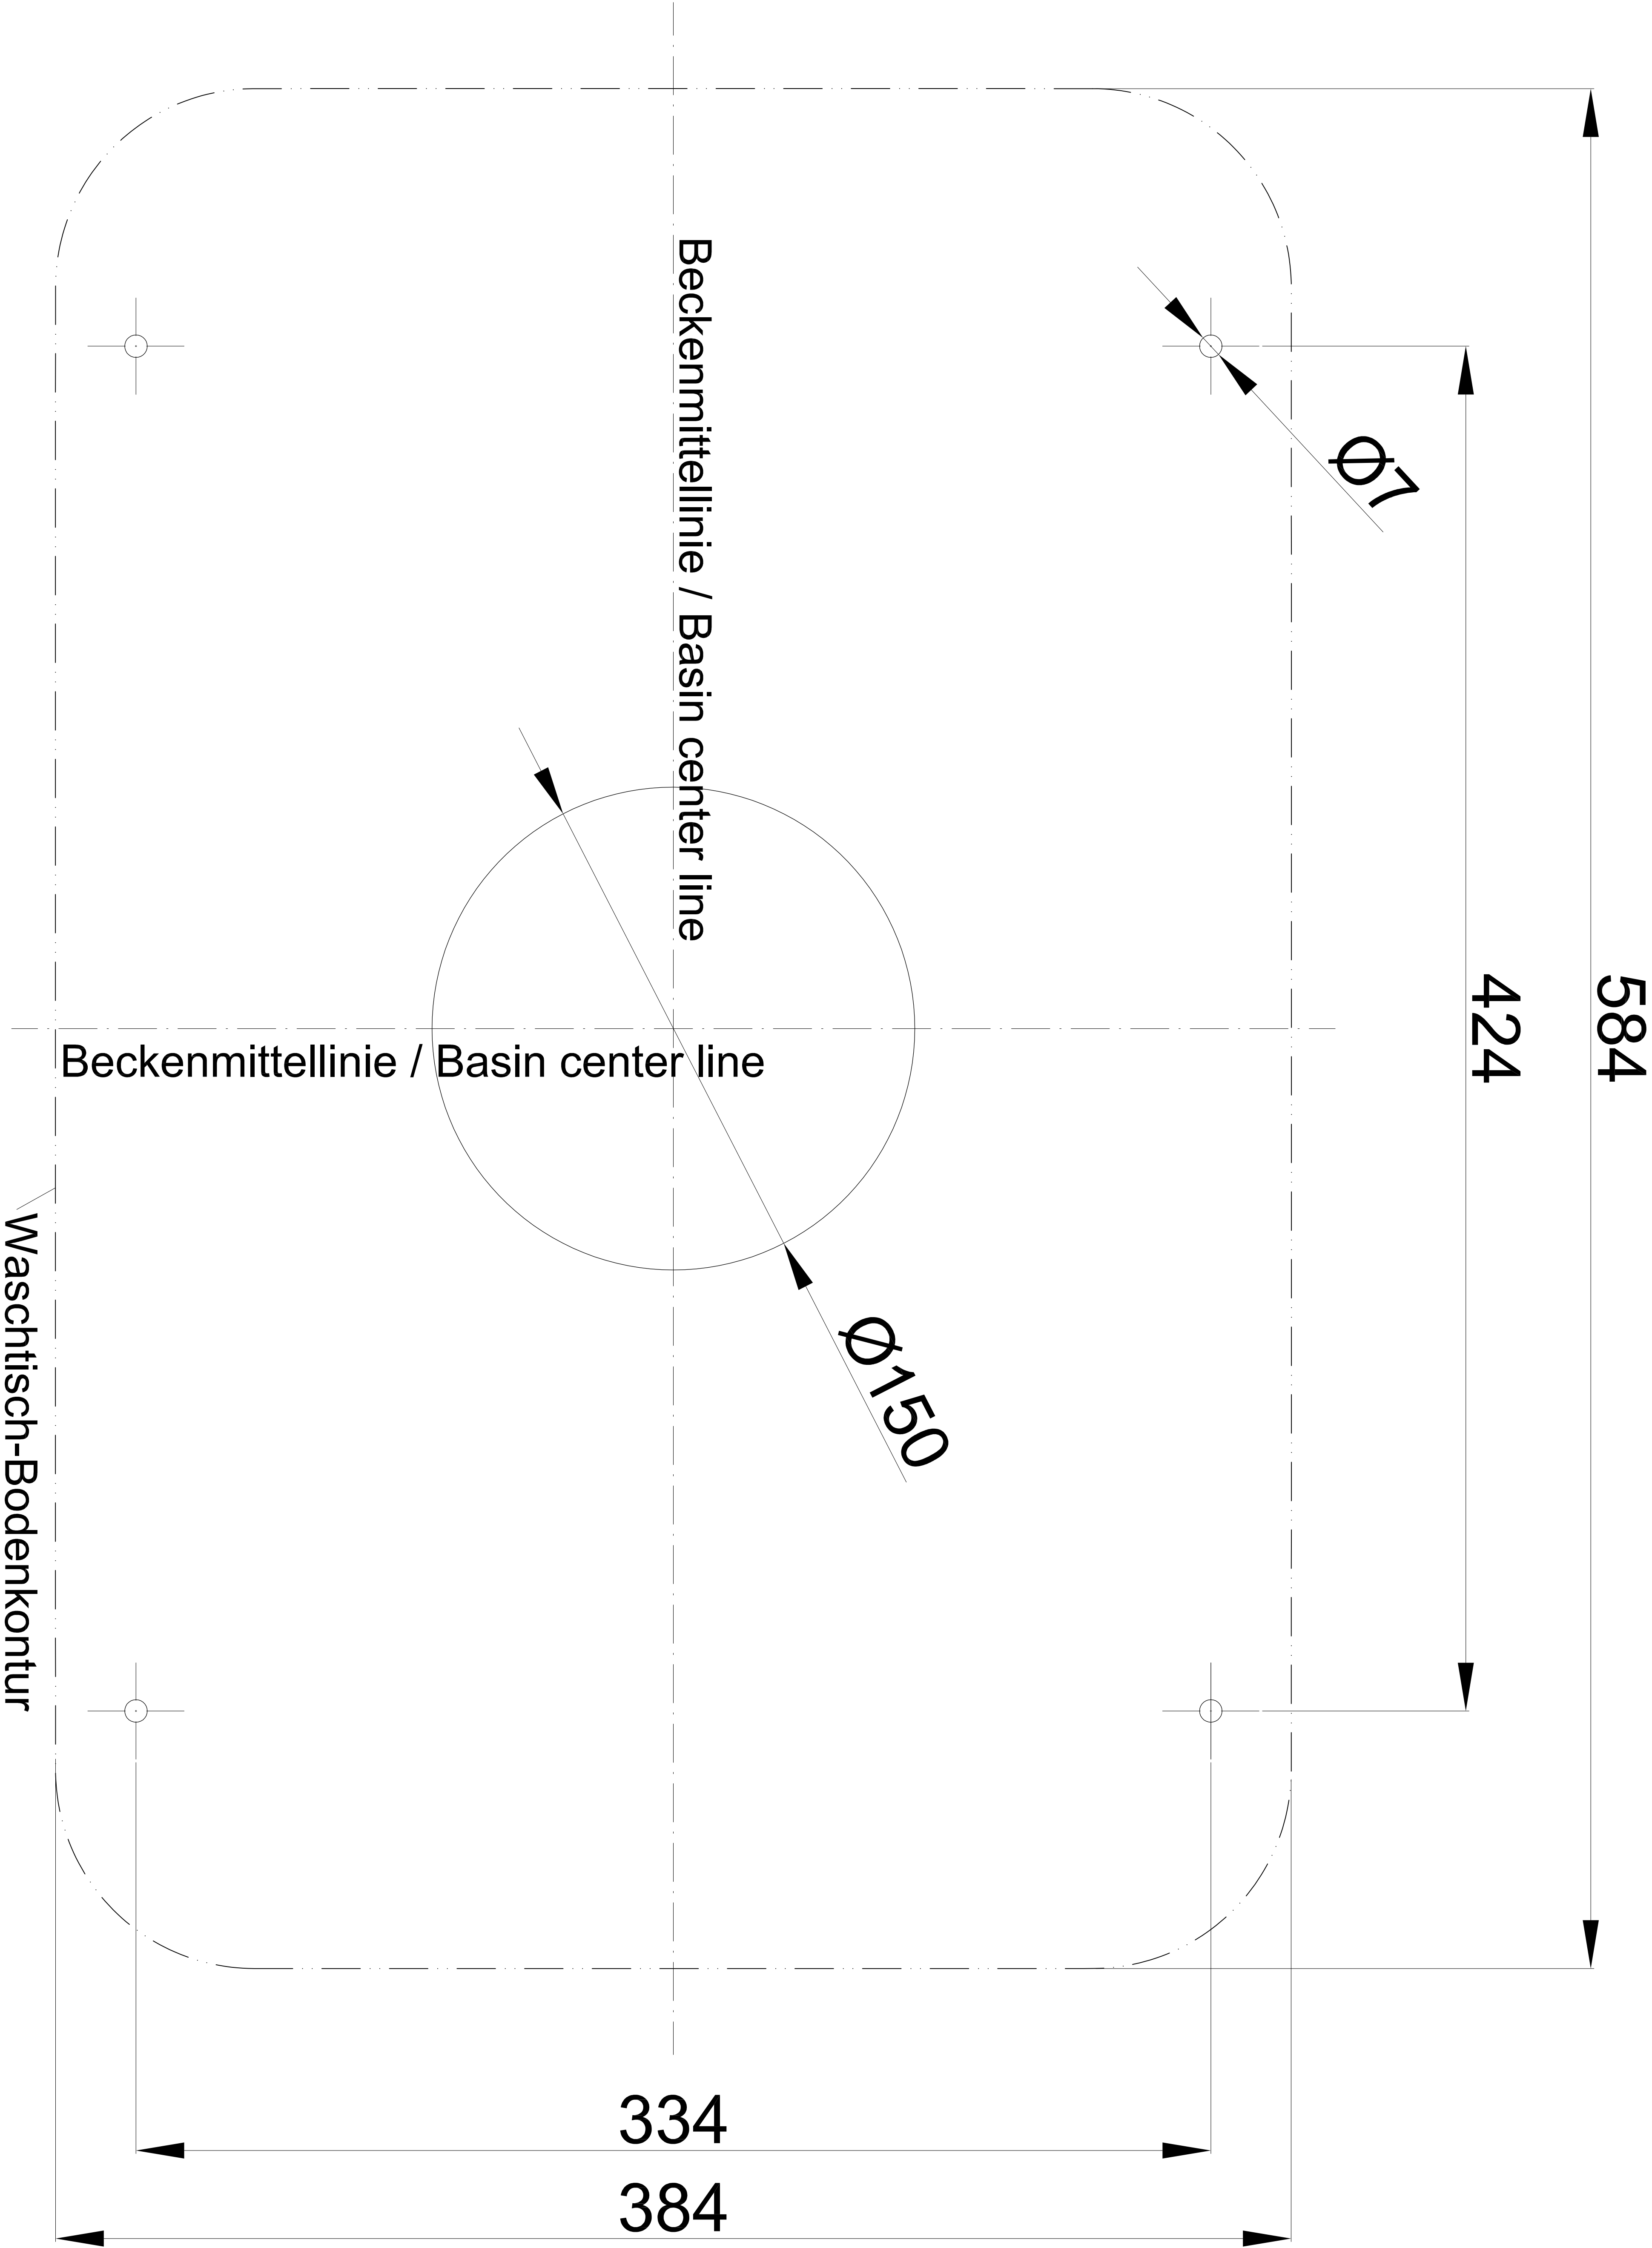 Beckenmittellinie / Basin center line
Ø7
584
424
Beckenmittellinie / Basin center line
Waschtisch-Bodenkontur
Ø150
334
384